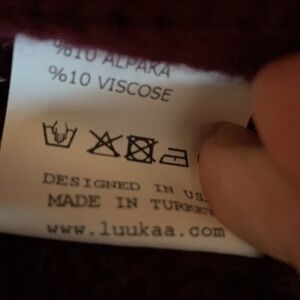 %10 ALPAKA
%10 VISCOSE
DESIGNED IN USA
MADE IN TURKEY
www.luukaa.com